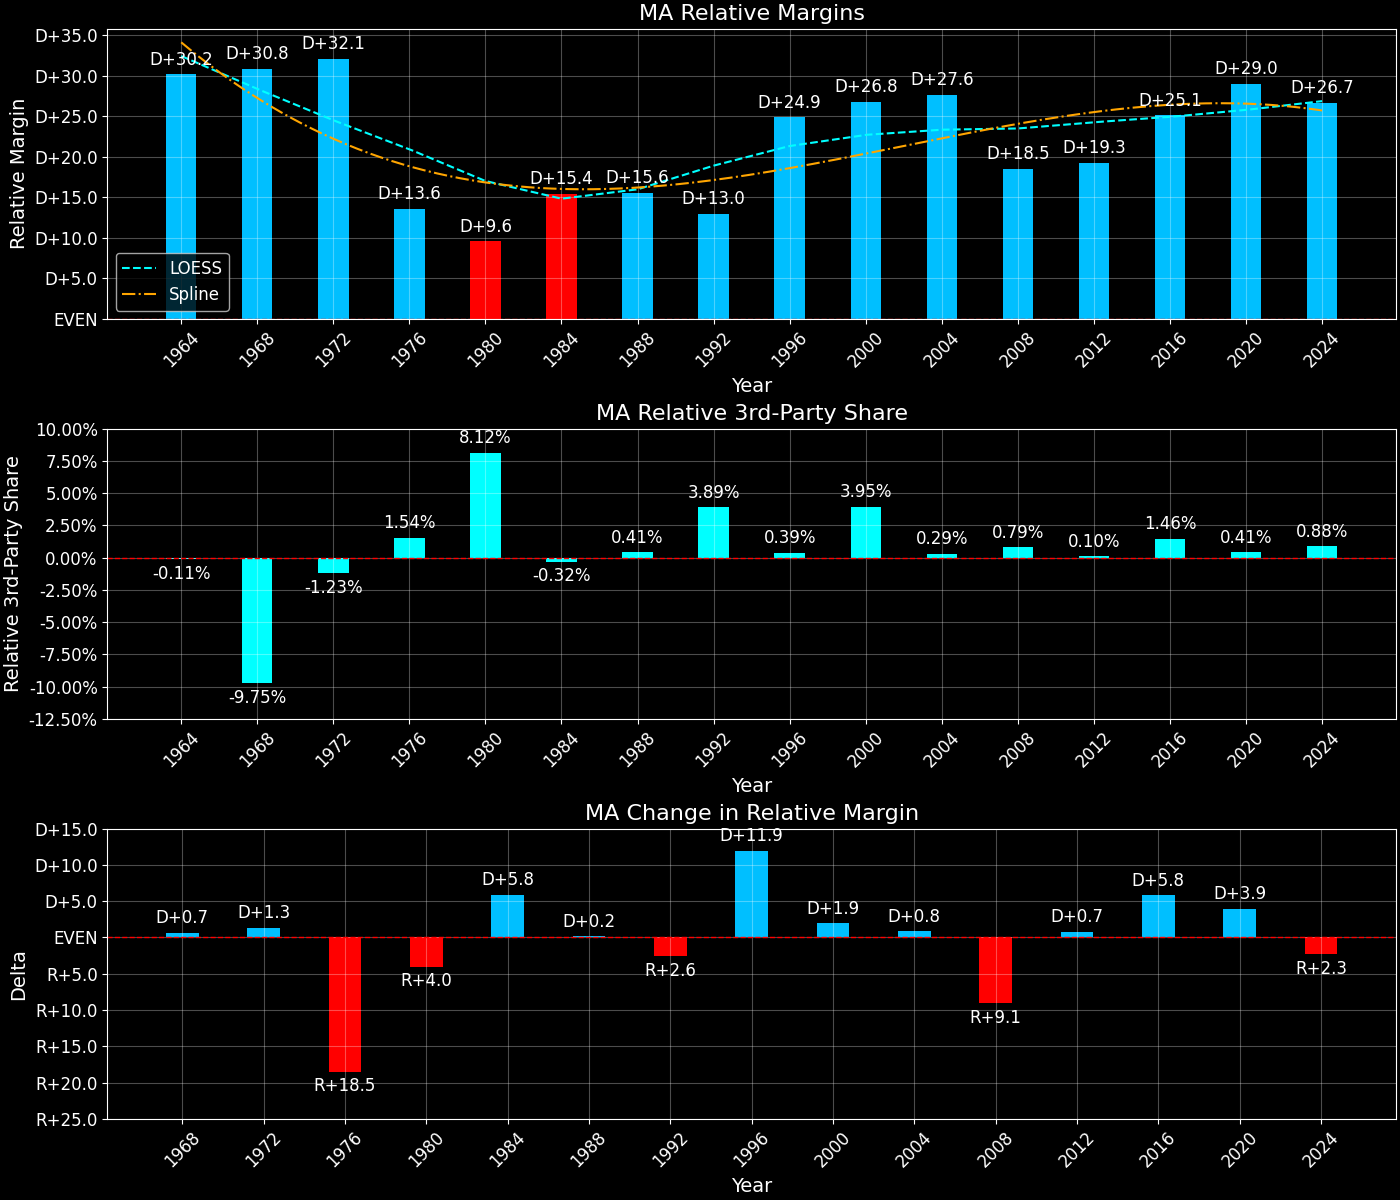 MA Relative Margins
Relative Margin
D+35.0
D+30.0
D+25.0
D+20.0
D+15.0
D+10.0
D+5.0
EVEN
D+30.2
D+30.8
D+32.1
D+13.6
D+9.6
D+15.4
D+15.6
D+13.0
D+24.9
D+26.8
D+27.6
D+18.5
D+19.3
D+25.1
D+29.0
D+26.7
LOESS
Spline
1964
1968
1972
1976
1980
1984
1988
1992
1996
2000
2004
2008
2012
2016
2020
2024
Year
MA Relative 3rd-Party Share
Relative 3rd-Party Share
10.00%
7.50%
5.00%
2.50%
0.00%
-2.50%
-5.00%
-7.50%
-10.00%
-12.50%
-0.11%
-9.75%
-1.23%
1.54%
8.12%
-0.32%
0.41%
3.89%
0.39%
3.95%
0.29%
0.79%
0.10%
1.46%
0.41%
0.88%
1964
1968
1972
1976
1980
1984
1988
1992
1996
2000
2004
2008
2012
2016
2020
2024
Year
MA Change in Relative Margin
Delta
D+15.0
D+10.0
D+5.0
EVEN
R+5.0
R+10.0
R+15.0
R+20.0
R+25.0
D+0.7
D+1.3
R+18.5
R+4.0
D+5.8
D+0.2
R+2.6
D+11.9
D+1.9
D+0.8
R+9.1
D+0.7
D+5.8
D+3.9
R+2.3
1968
1972
1976
1980
1984
1988
1992
1996
2000
2004
2008
2012
2016
2020
2024
Year